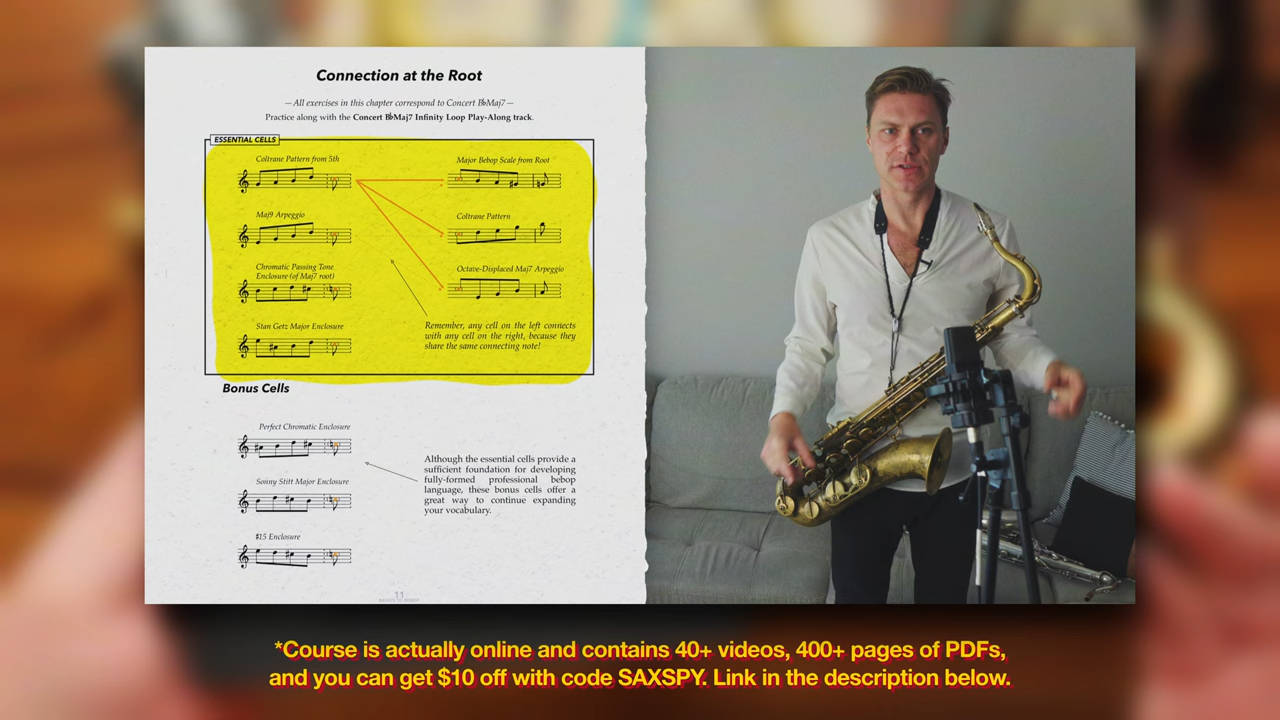 Connection at the Root
—All exercises in this chapter correspond to Concert B♭Maj7—
Practice along with the Concert B♭Maj7 Infinity Loop Play-Along track.
ESSENTIAL CELLS
Coltrane Pattern from 5th
Major Bebop Scale from Root
Maj9 Arpeggio
Coltrane Pattern
Chromatic Passing Tone
Enclosure (of Maj7 root)
Octave-Displaced Maj7 Arpeggio
Stan Getz Major Enclosure
Remember, any cell on the left connects
with any cell on the right, because they
share the same connecting note!
Bonus Cells
Perfect Chromatic Enclosure
Although the essential cells provide a
sufficient foundation for developing
fully-formed professional bebop
language, these bonus cells offer a
great way to continue expanding
your vocabulary.
Sonny Stitt Major Enclosure
♯15 Enclosure
11
*Course is actually online and contains 40+ videos, 400+ pages of PDFs,
and you can get $10 off with code SAXSPY. Link in the description below.